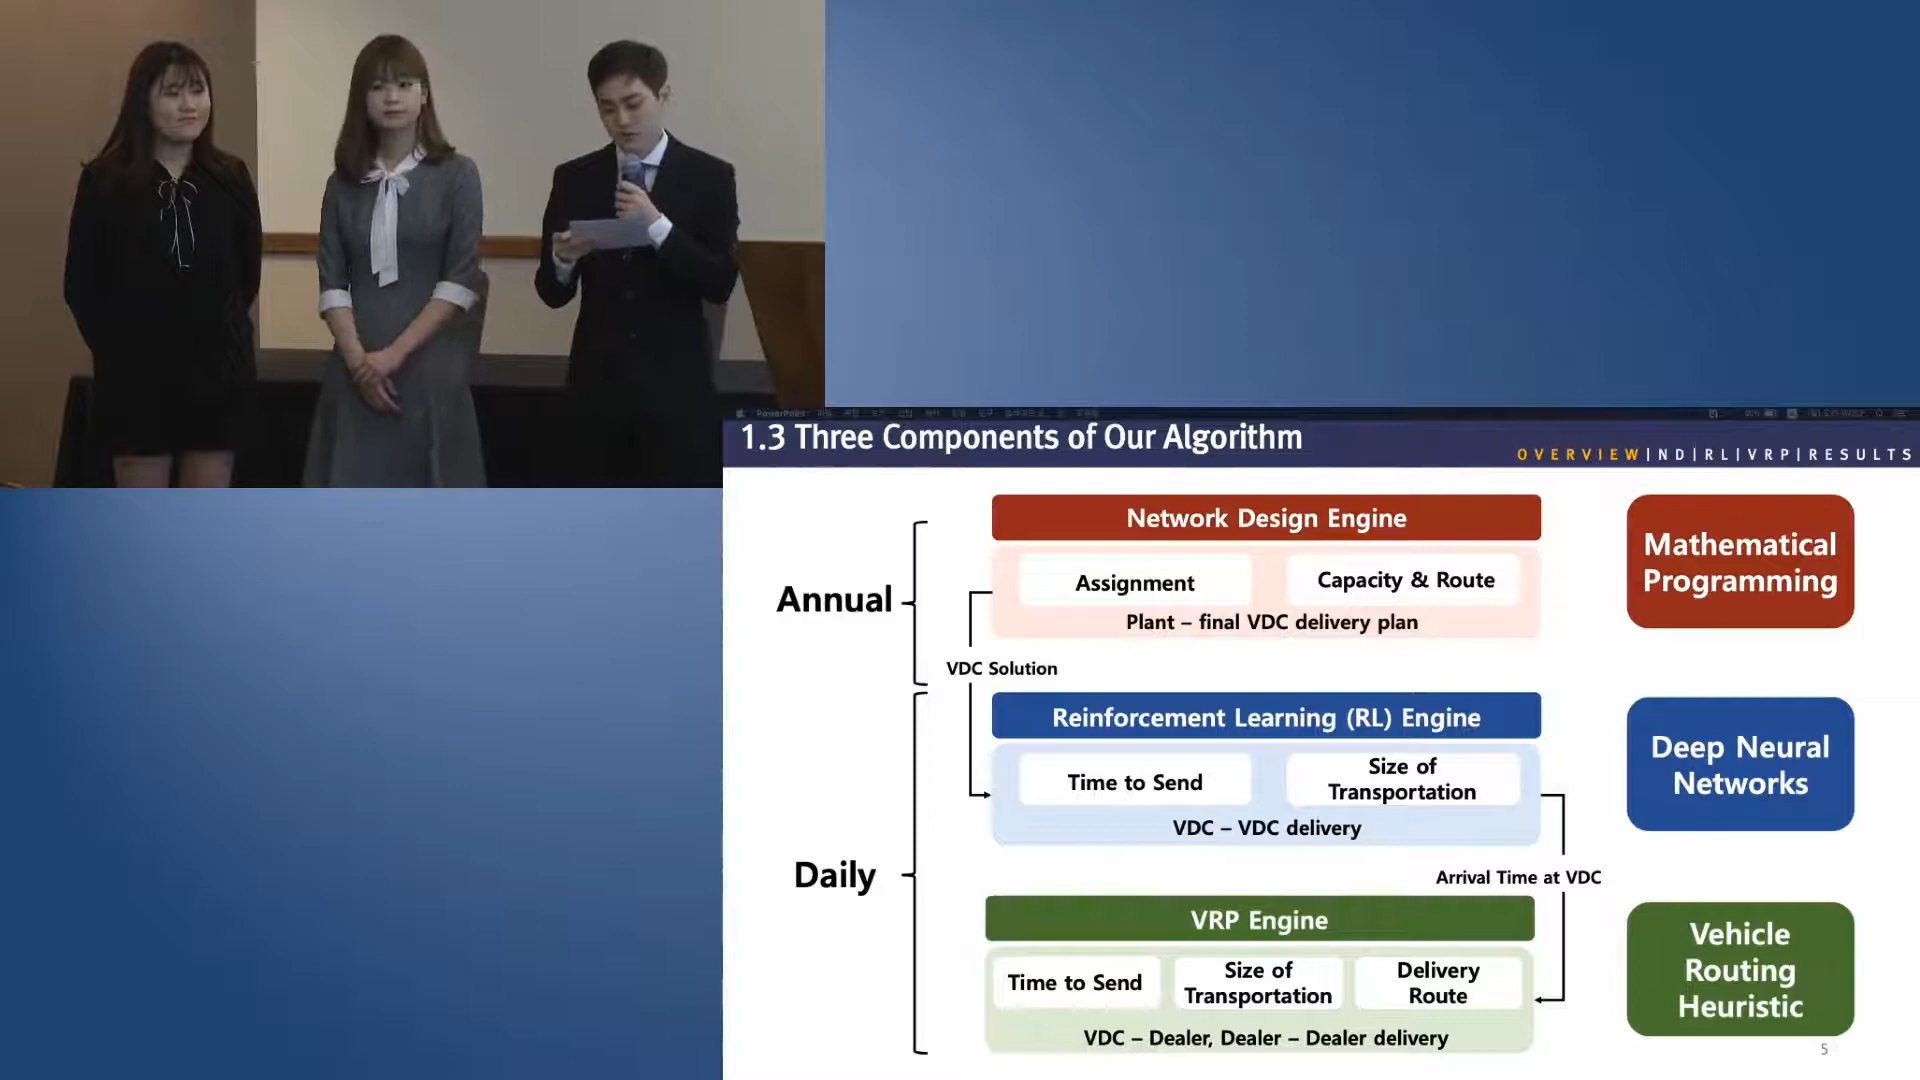 PowerPoint
1.3 Three Components of Our Algorithm
OVERVIEW|ND|RL|VRP|RESULTS
Annual
Network Design Engine
Assignment
Capacity & Route
Plant – final VDC delivery plan
Mathematical
Programming
VDC Solution
Daily
Reinforcement Learning (RL) Engine
Time to Send
Size of
Transportation
VDC – VDC delivery
Deep Neural
Networks
Arrival Time at VDC
VRP Engine
Time to Send
Size of
Transportation
Delivery
Route
VDC – Dealer, Dealer – Dealer delivery
Vehicle
Routing
Heuristic
5